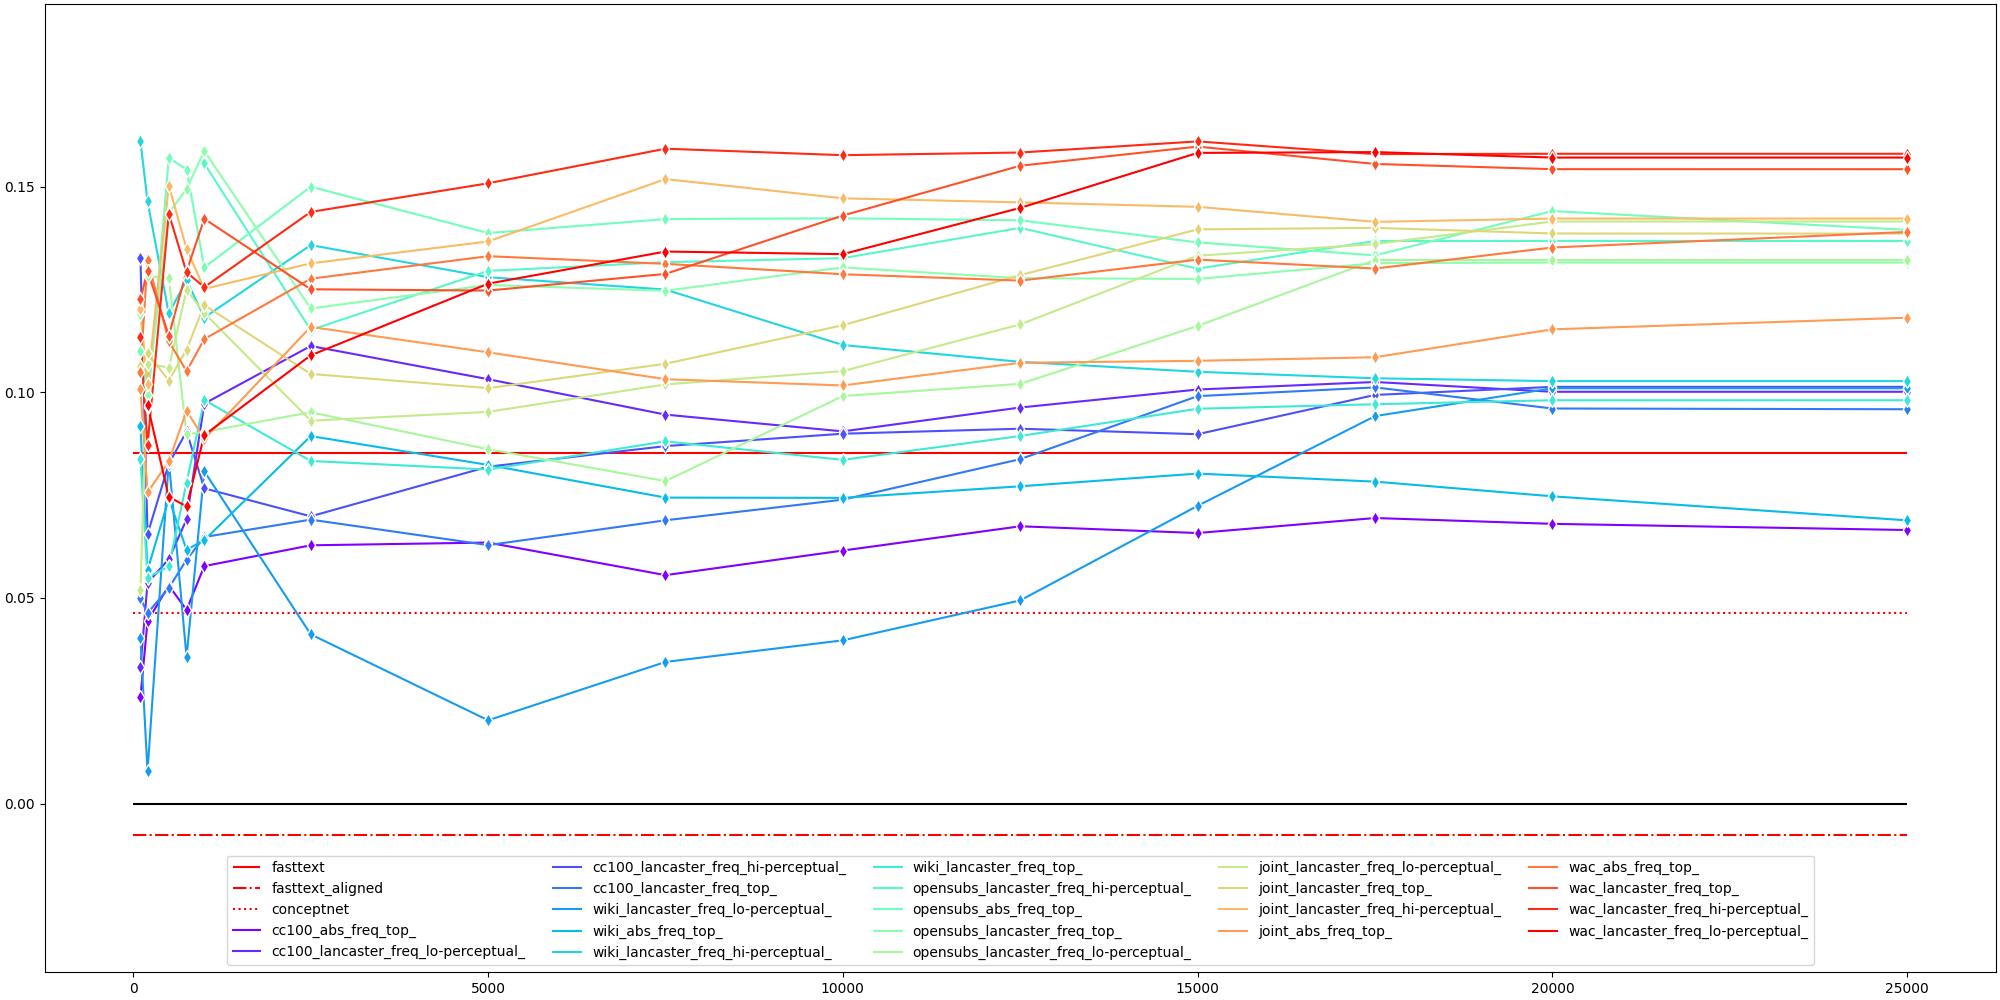 0.15
0.10
0.05
0.00
fasttext
fasttext_aligned
conceptnet
cc100_abs_freq_top_
cc100_lancaster_freq_lo-perceptual_
cc100_lancaster_freq_hi-perceptual_
cc100_lancaster_freq_top_
wiki_lancaster_freq_lo-perceptual_
wiki_abs_freq_top_
wiki_lancaster_freq_hi-perceptual_
wiki_lancaster_freq_top_
opensubs_lancaster_freq_hi-perceptual_
opensubs_abs_freq_top_
opensubs_lancaster_freq_top_
opensubs_lancaster_freq_lo-perceptual_
joint_lancaster_freq_lo-perceptual_
joint_lancaster_freq_top_
joint_lancaster_freq_hi-perceptual_
joint_abs_freq_top_
wac_abs_freq_top_
wac_lancaster_freq_top_
wac_lancaster_freq_hi-perceptual_
wac_lancaster_freq_lo-perceptual_
0 5000 10000 15000 20000 25000